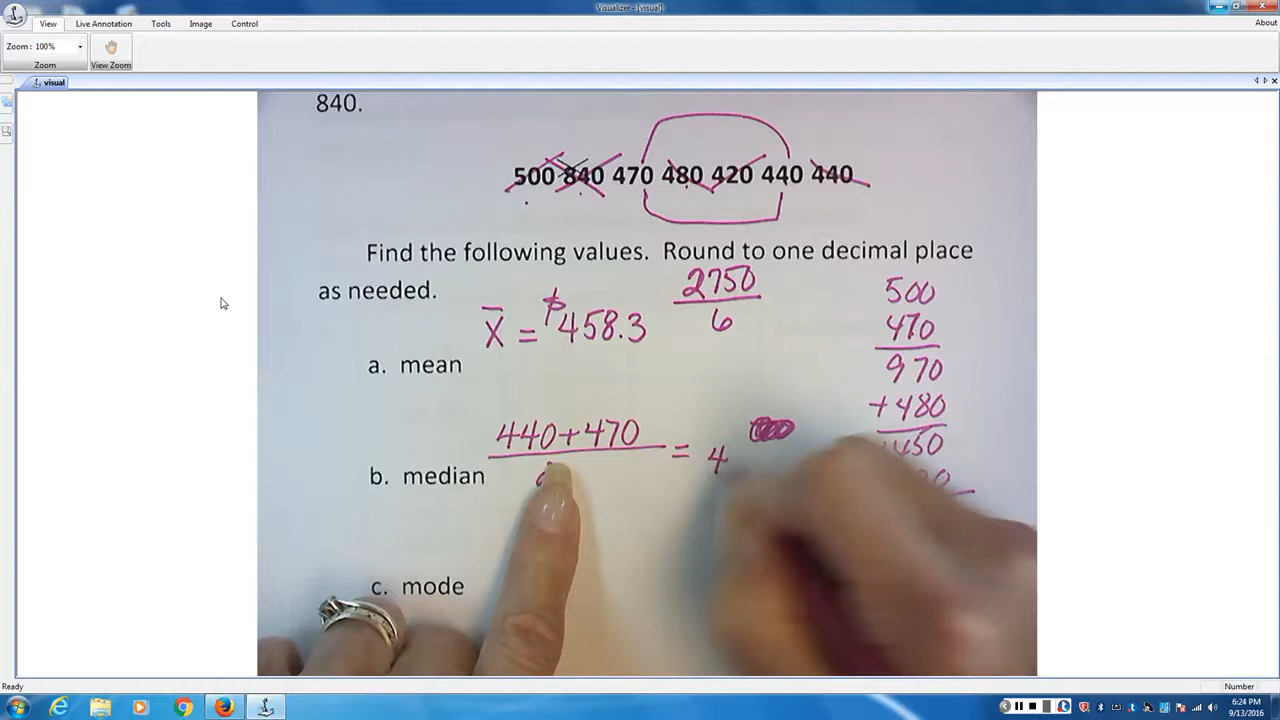 Visualizer - [visual]
View Live Annotation Tools Image Control About
Zoom : 100%
View Zoom
Zoom Zoom
visual
840.
500 840 470 480 420 440 440
Find the following values. Round to one decimal place
as needed.
2750
6
X = $458.3
a. mean
500
470
970
+480
440+470
= 4
b. median
c. mode
Ready Number
6:24 PM
9/13/2016